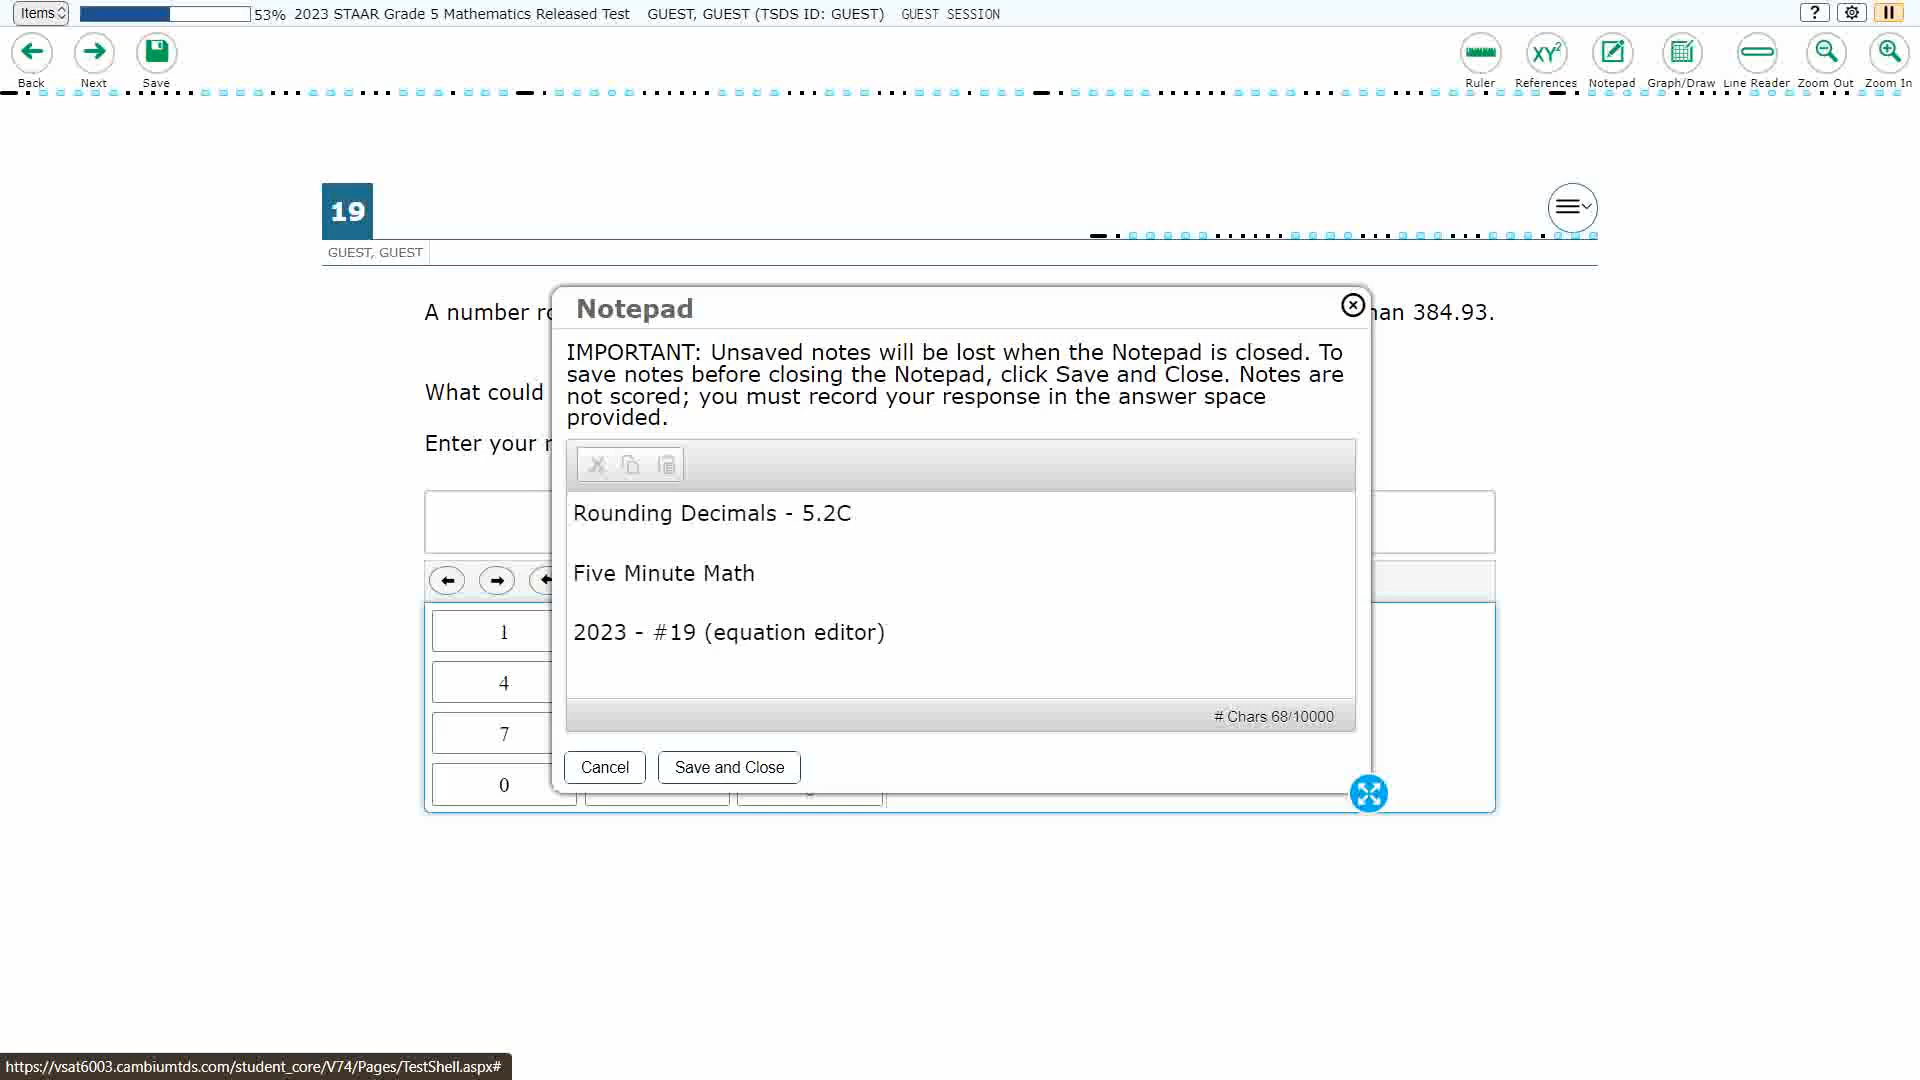 Items 53% 2023 STAAR Grade 5 Mathematics Released Test GUEST, GUEST (TSDS ID: GUEST) GUEST SESSION ?
Back Next Save Ruler References Notepad Graph/Draw Line Reader Zoom Out Zoom In
XY²
19
GUEST, GUEST
A number
than 384.93.
What could
Enter your
Notepad
IMPORTANT: Unsaved notes will be lost when the Notepad is closed. To
save notes before closing the Notepad, click Save and Close. Notes are
not scored; you must record your response in the answer space
provided.
Rounding Decimals - 5.2C
Five Minute Math
2023 - #19 (equation editor)
# Chars 68/10000
Cancel Save and Close
1
4
7
0
https://vsat6003.cambiumtds.com/student_core/V74/Pages/TestShell.aspx#